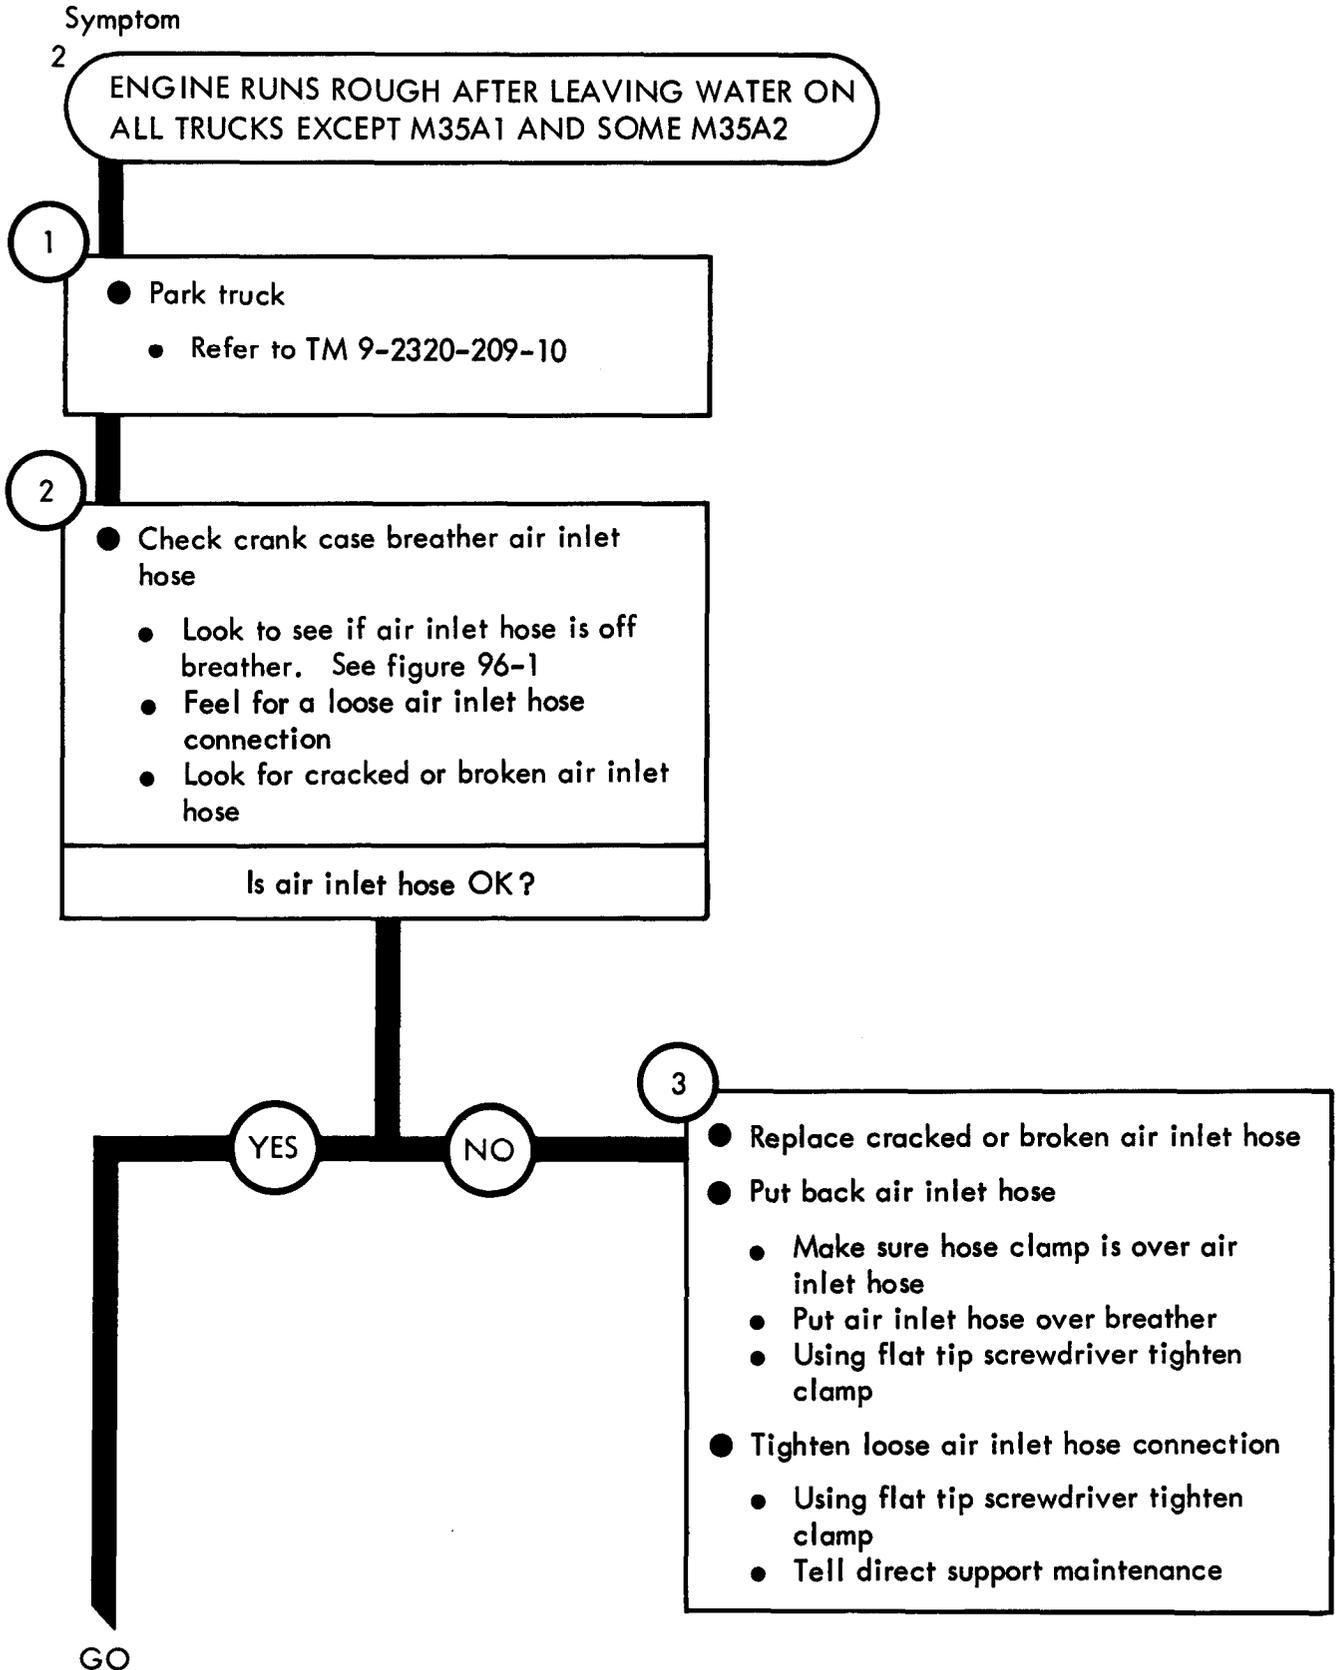 Symptom
2
ENGINE RUNS ROUGH AFTER LEAVING WATER ON
ALL TRUCKS EXCEPT M35A1 AND SOME M35A2
1
● Park truck
● Refer to TM 9-2320-209-10
2
● Check crank case breather air inlet
hose
● Look to see if air inlet hose is off
breather. See figure 96-1
● Feel for a loose air inlet hose
connection
● Look for cracked or broken air inlet
hose
Is air inlet hose OK?
YES
NO
3
● Replace cracked or broken air inlet hose
● Put back air inlet hose
● Make sure hose clamp is over air
inlet hose
● Put air inlet hose over breather
● Using flat tip screwdriver tighten
clamp
● Tighten loose air inlet hose connection
● Using flat tip screwdriver tighten
clamp
● Tell direct support maintenance
GO